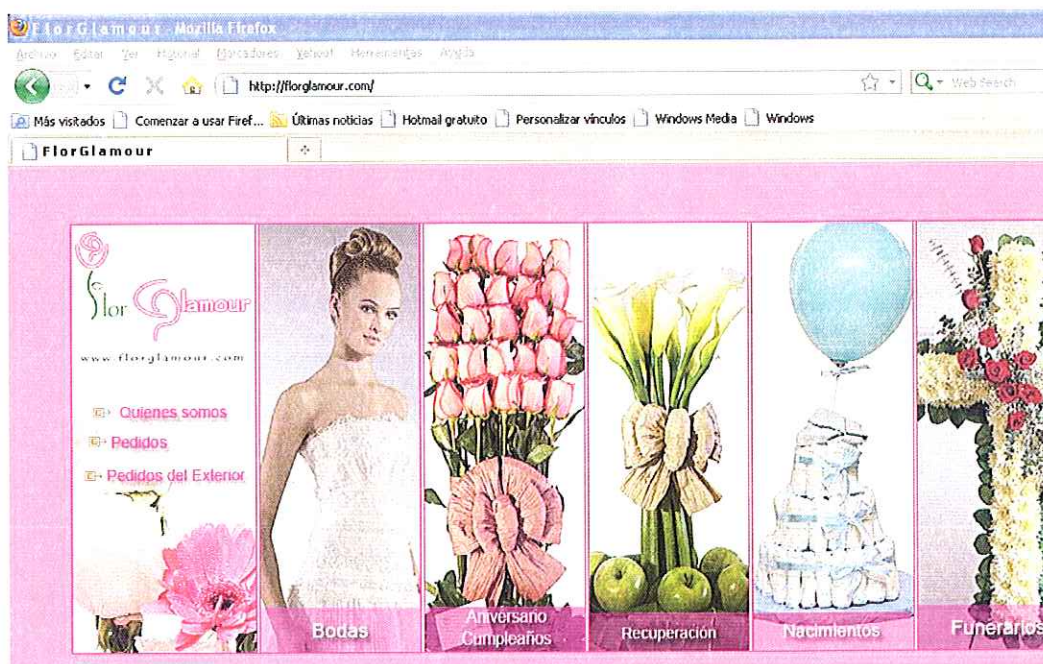 FlorGlamour - Mozilla Firefox
Archivo Editar Ver Historial Marcadores Yahoo! Herramientas Ayuda
http://florglamour.com/
Web Search
Más visitados Comenzar a usar Firef... Últimas noticias Hotmail gratuito Personalizar vínculos Windows Media Windows
FlorGlamour
Flor Glamour
www.florglamour.com
Quienes somos
Pedidos
Pedidos del Exterior
Bodas
Aniversario
Cumpleaños
Recuperación
Nacimientos
Funerarios